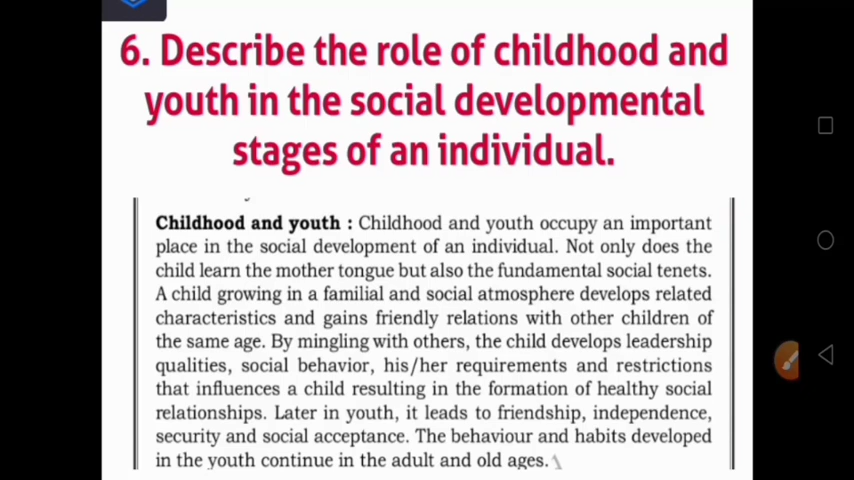 6. Describe the role of childhood and
youth in the social developmental
stages of an individual.
Childhood and youth : Childhood and youth occupy an important
place in the social development of an individual. Not only does the
child learn the mother tongue but also the fundamental social tenets.
A child growing in a familial and social atmosphere develops related
characteristics and gains friendly relations with other children of
the same age. By mingling with others, the child develops leadership
qualities, social behavior, his/her requirements and restrictions
that influences a child resulting in the formation of healthy social
relationships. Later in youth, it leads to friendship, independence,
security and social acceptance. The behaviour and habits developed
in the youth continue in the adult and old ages.